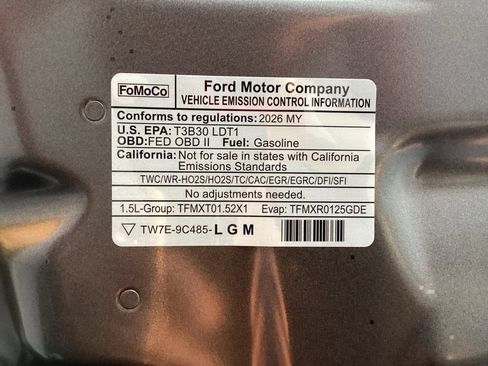 FoMoCo
Ford Motor Company
VEHICLE EMISSION CONTROL INFORMATION
Conforms to regulations: 2026 MY
U.S. EPA: T3B30 LDT1
OBD: FED OBD II Fuel: Gasoline
California: Not for sale in states with California
Emissions Standards
TWC/WR-HO2S/HO2S/TC/CAC/EGR/EGRC/DFI/SFI
No adjustments needed.
1.5L-Group: TFMXT01.52X1 Evap: TFMXR0125GDE
TW7E-9C485-LGM